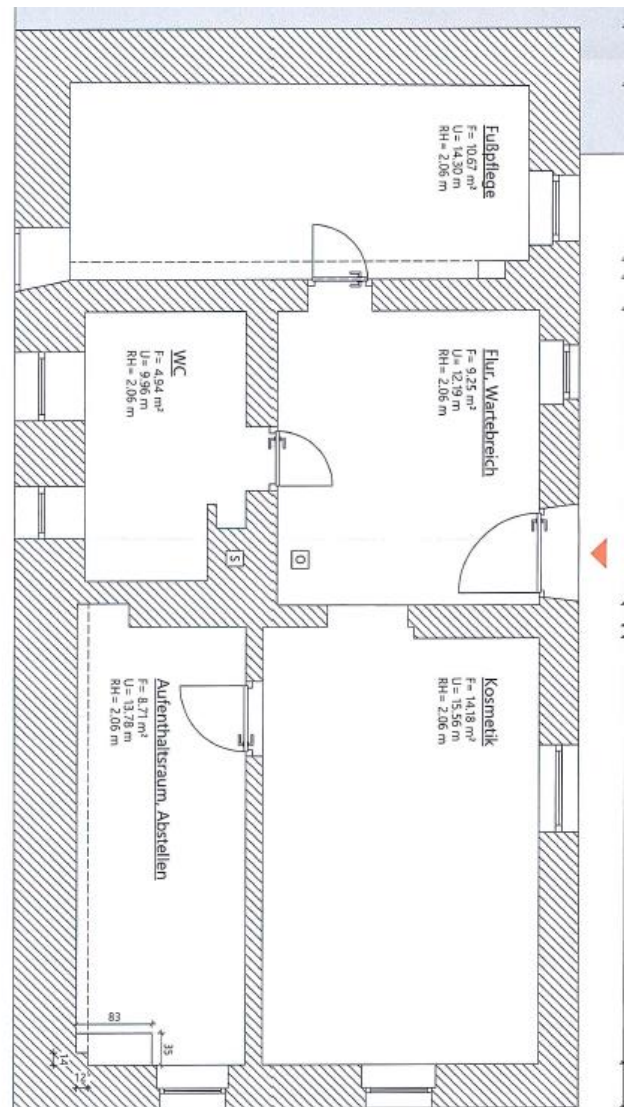 Fußpflege
F= 10.67 m²
U= 14.30 m
RH= 2.06 m
WC
F= 4.94 m²
U= 9.96 m
RH= 2.06 m
Flur, Wartebreich
F= 9.25 m²
U= 12.19 m
RH= 2.06 m
S
O
Aufenthaltsraum, Abstellen
F= 8.71 m²
U= 13.78 m
RH= 2.06 m
Kosmetik
F= 14.18 m²
U= 15.56 m
RH= 2.06 m
83
35
14
12